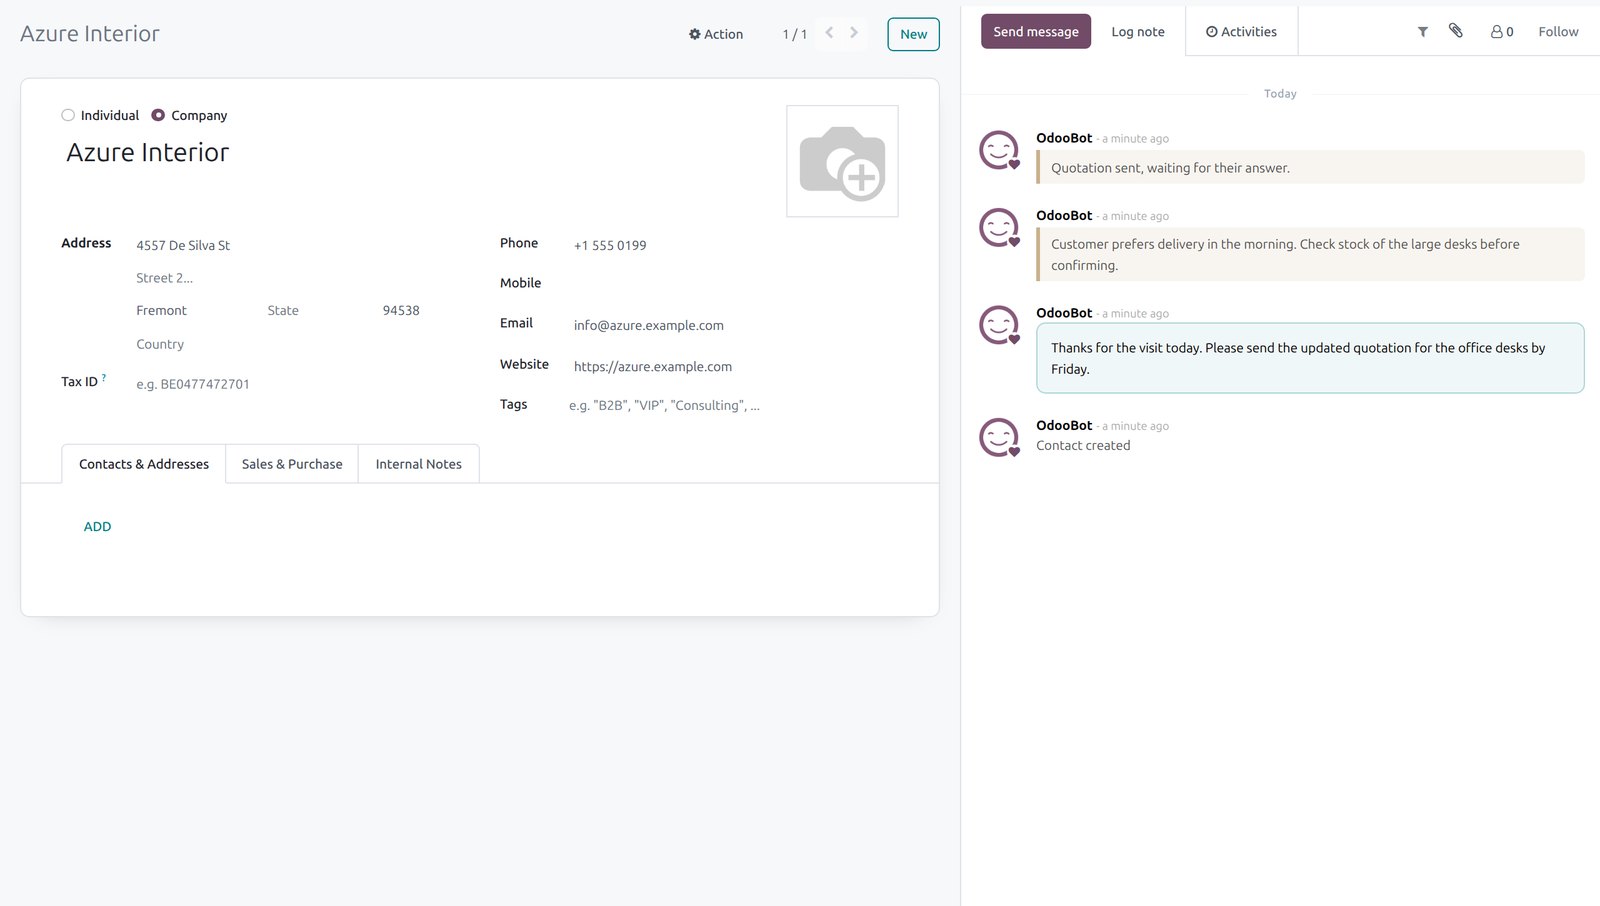 Azure Interior
Action
1 / 1
New
Individual
Company
Azure Interior
Address
4557 De Silva St
Street 2...
Fremont
State
94538
Country
Tax ID ?
e.g. BE0477472701
Phone
+1 555 0199
Mobile
Email
info@azure.example.com
Website
https://azure.example.com
Tags
e.g. "B2B", "VIP", "Consulting", ...
Contacts & Addresses
Sales & Purchase
Internal Notes
ADD
Send message
Log note
Activities
0
Follow
Today
OdooBot - a minute ago
Quotation sent, waiting for their answer.
OdooBot - a minute ago
Customer prefers delivery in the morning. Check stock of the large desks before
confirming.
OdooBot - a minute ago
Thanks for the visit today. Please send the updated quotation for the office desks by
Friday.
OdooBot - a minute ago
Contact created